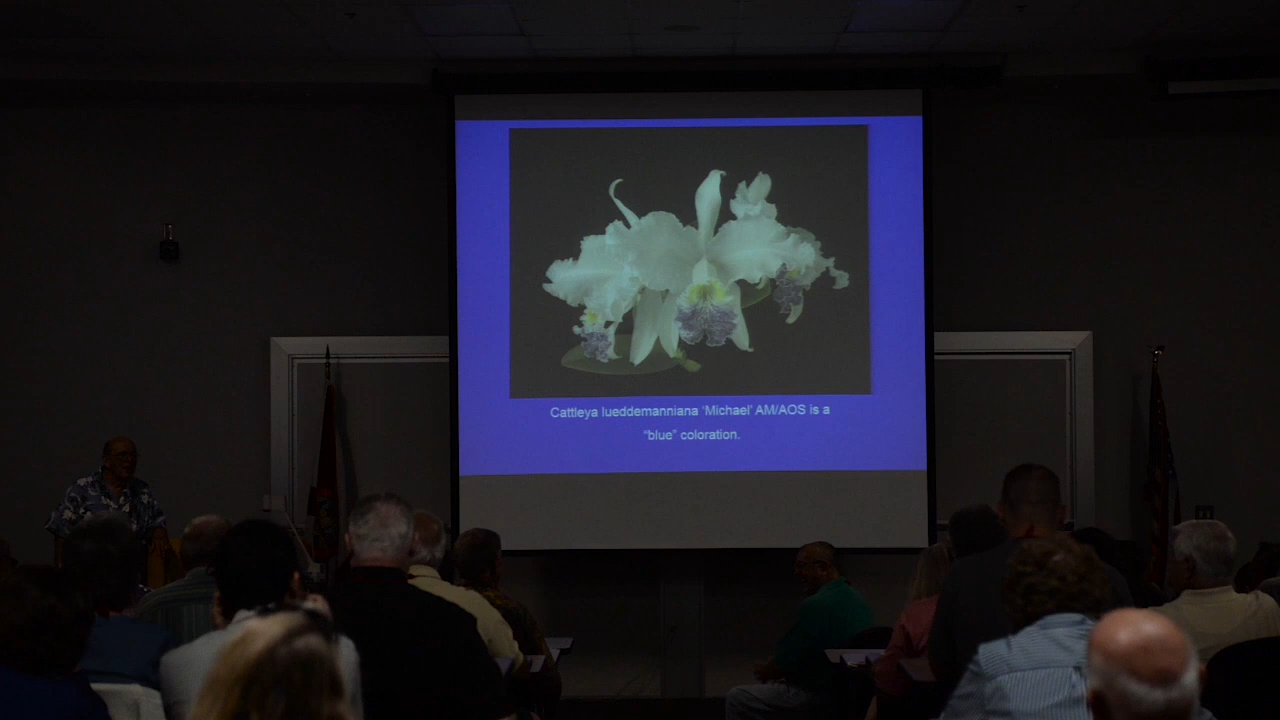 Cattleya lueddemanniana ‘Michael’ AM/AOS is a
“blue” coloration.